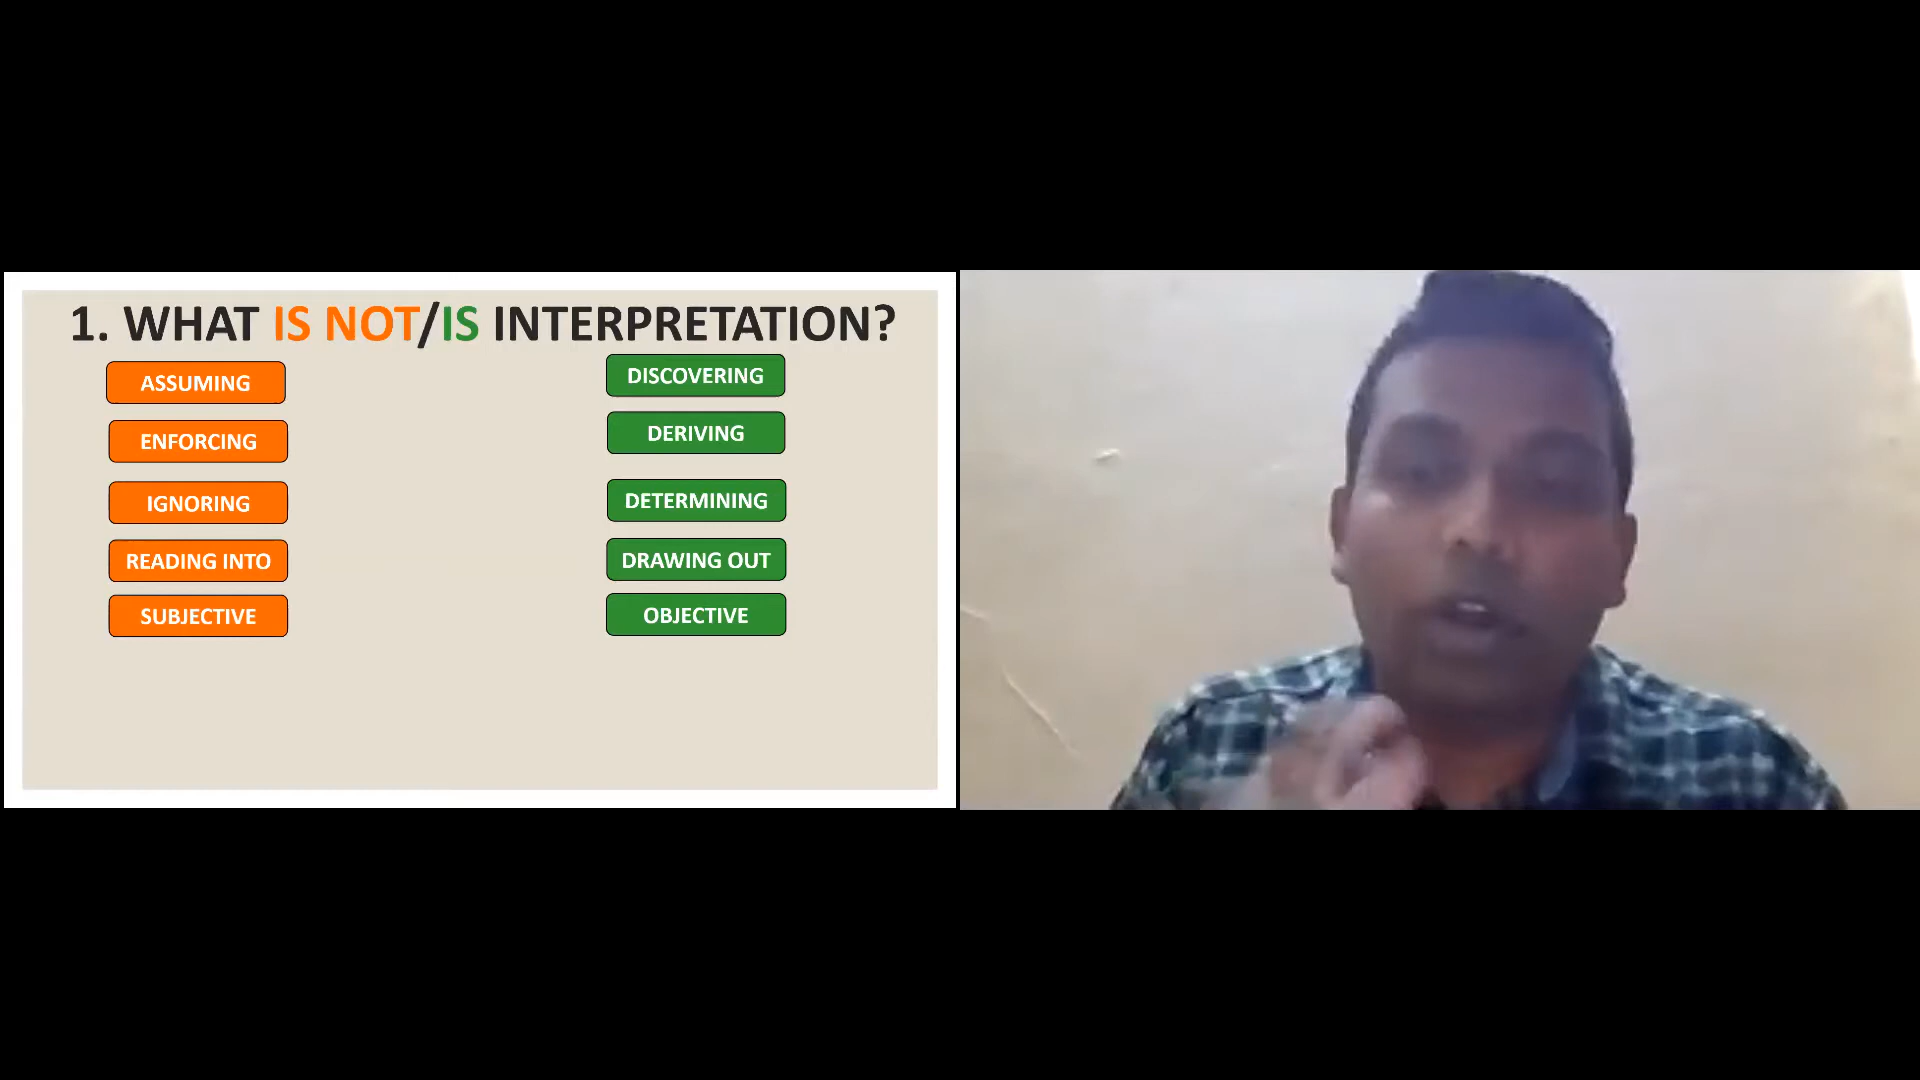 1. WHAT IS NOT/IS INTERPRETATION?
ASSUMING
ENFORCING
IGNORING
READING INTO
SUBJECTIVE
DISCOVERING
DERIVING
DETERMINING
DRAWING OUT
OBJECTIVE